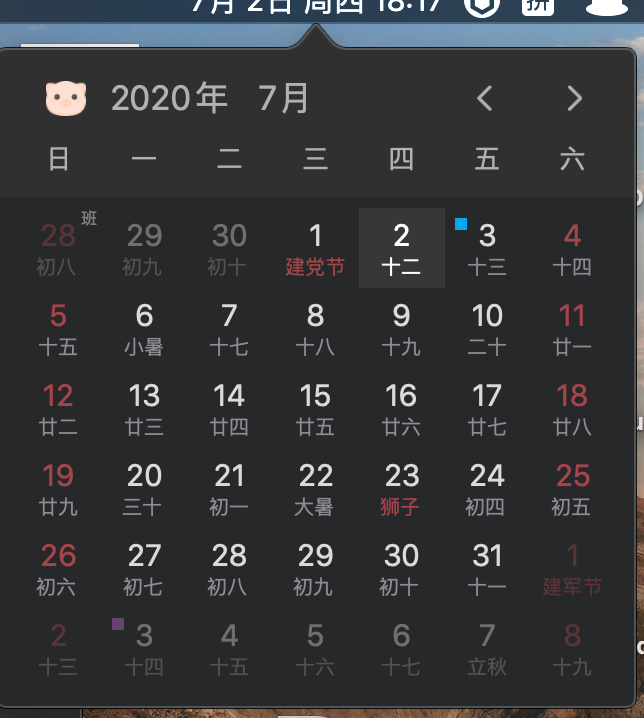 7月 2日 周四 18:17 拼
2020年 7月
日 一 二 三 四 五 六
28 班 29 30 1 2 3 4
初八 初九 初十 建党节 十二 十三 十四
5 6 7 8 9 10 11
十五 小暑 十七 十八 十九 二十 廿一
12 13 14 15 16 17 18
廿二 廿三 廿四 廿五 廿六 廿七 廿八
19 20 21 22 23 24 25
廿九 三十 初一 大暑 狮子 初四 初五
26 27 28 29 30 31 1
初六 初七 初八 初九 初十 十一 建军节
2 3 4 5 6 7 8
十三 十四 十五 十六 十七 立秋 十九